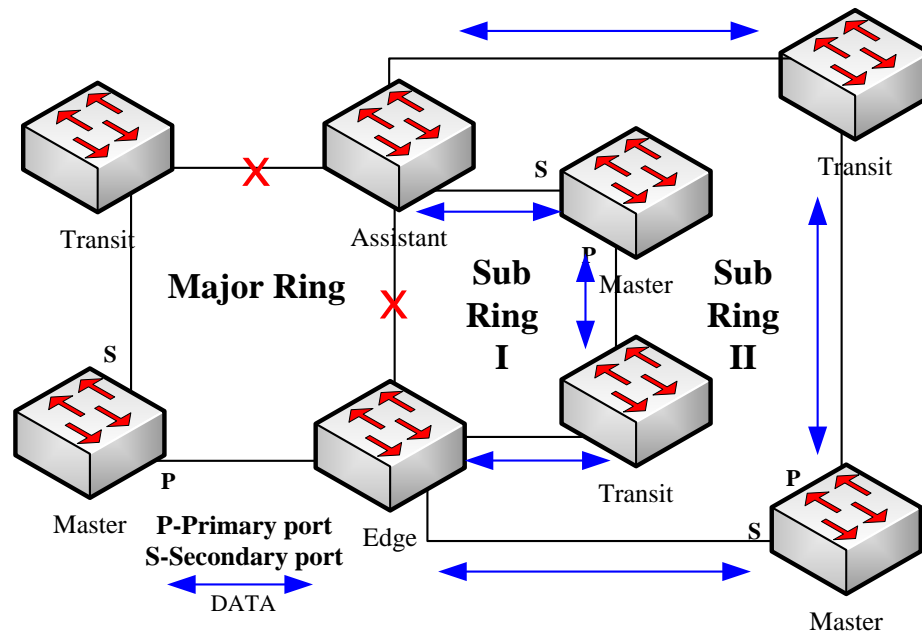 Transit
X
Assistant
S
Transit
Major Ring
X
Sub
Ring
I
P
Master
Sub
Ring
II
S
P
Master
Edge
Transit
P
S
Master
P-Primary port
S-Secondary port
DATA